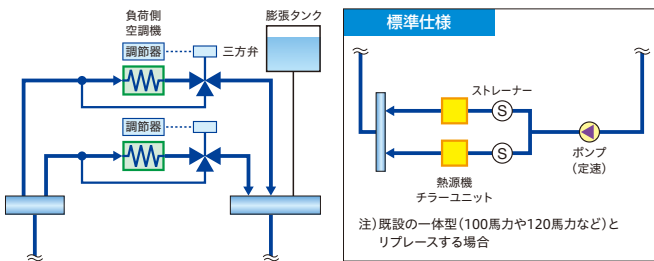 負荷側
空調機
膨張タンク
調節器
三方弁
調節器
標準仕様
ストレーナー
S
S
ポンプ
(定速)
熱源機
チラーユニット
注)既設の一体型(100馬力や120馬力など)と
リプレースする場合